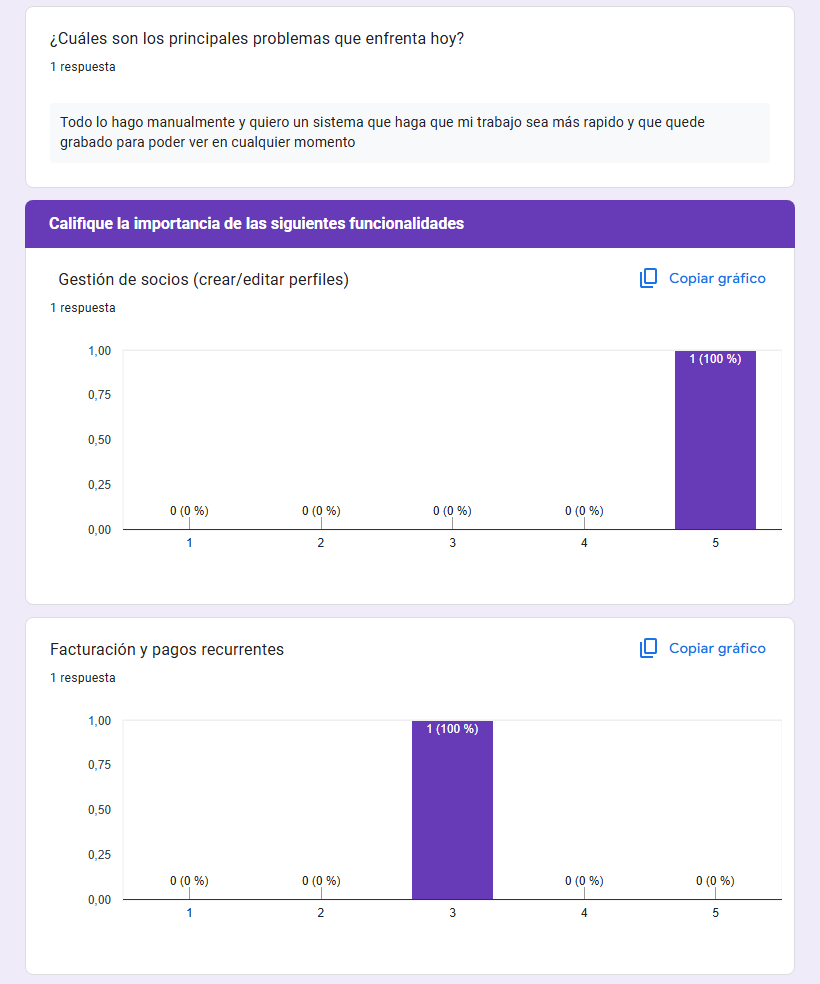 ¿Cuáles son los principales problemas que enfrenta hoy?
1 respuesta
Todo lo hago manualmente y quiero un sistema que haga que mi trabajo sea más rapido y que quede
grabado para poder ver en cualquier momento
Califique la importancia de las siguientes funcionalidades
Gestión de socios (crear/editar perfiles)
Copiar gráfico
1 respuesta
1,00
1 (100 %)
0,75
0,50
0,25
0 (0 %) 0 (0 %) 0 (0 %) 0 (0 %)
0,00
1 2 3 4 5
Facturación y pagos recurrentes
Copiar gráfico
1 respuesta
1,00
1 (100 %)
0,75
0,50
0,25
0 (0 %) 0 (0 %) 0 (0 %) 0 (0 %)
0,00
1 2 3 4 5